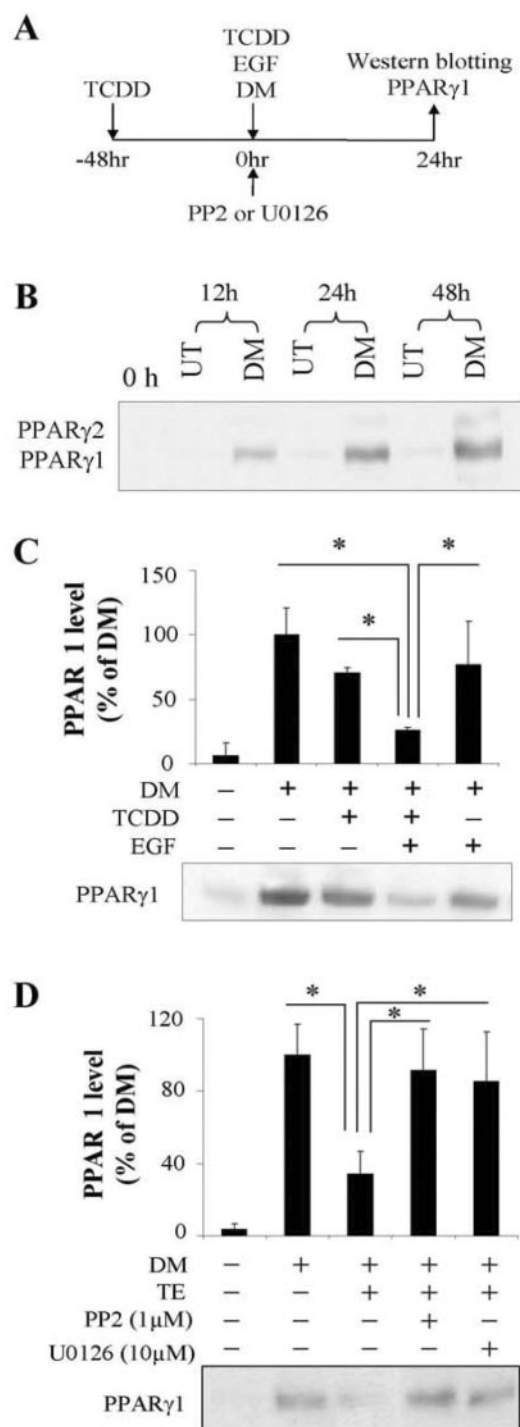 A
TCDD
EGF
DM
TCDD
Western blotting
PPARγ1
-48hr
0hr
24hr
PP2 or U0126
B
12h 24h 48h
0 h UT DM UT DM UT DM
PPARγ2
PPARγ1
C
PPAR 1 level
(% of DM)
150
100
50
0
* * *
DM – + + + +
TCDD – – + + –
EGF – – – + +
PPARγ1
D
PPAR 1 level
(% of DM)
120
80
40
0
* * *
DM – + + + +
TE – – + + +
PP2 (1μM) – – – + –
U0126 (10μM) – – – – +
PPARγ1